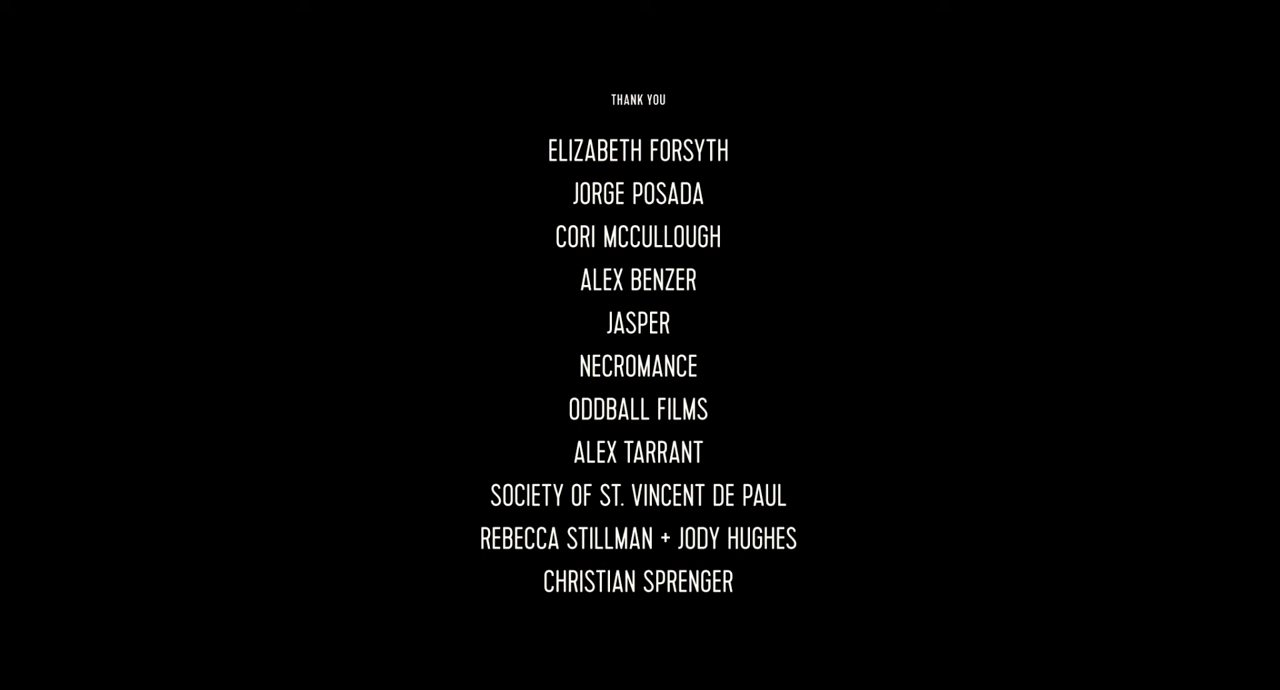 THANK YOU
ELIZABETH FORSYTH
JORGE POSADA
CORI MCCULLOUGH
ALEX BENZER
JASPER
NECROMANCE
ODDBALL FILMS
ALEX TARRANT
SOCIETY OF ST. VINCENT DE PAUL
REBECCA STILLMAN + JODY HUGHES
CHRISTIAN SPRENGER